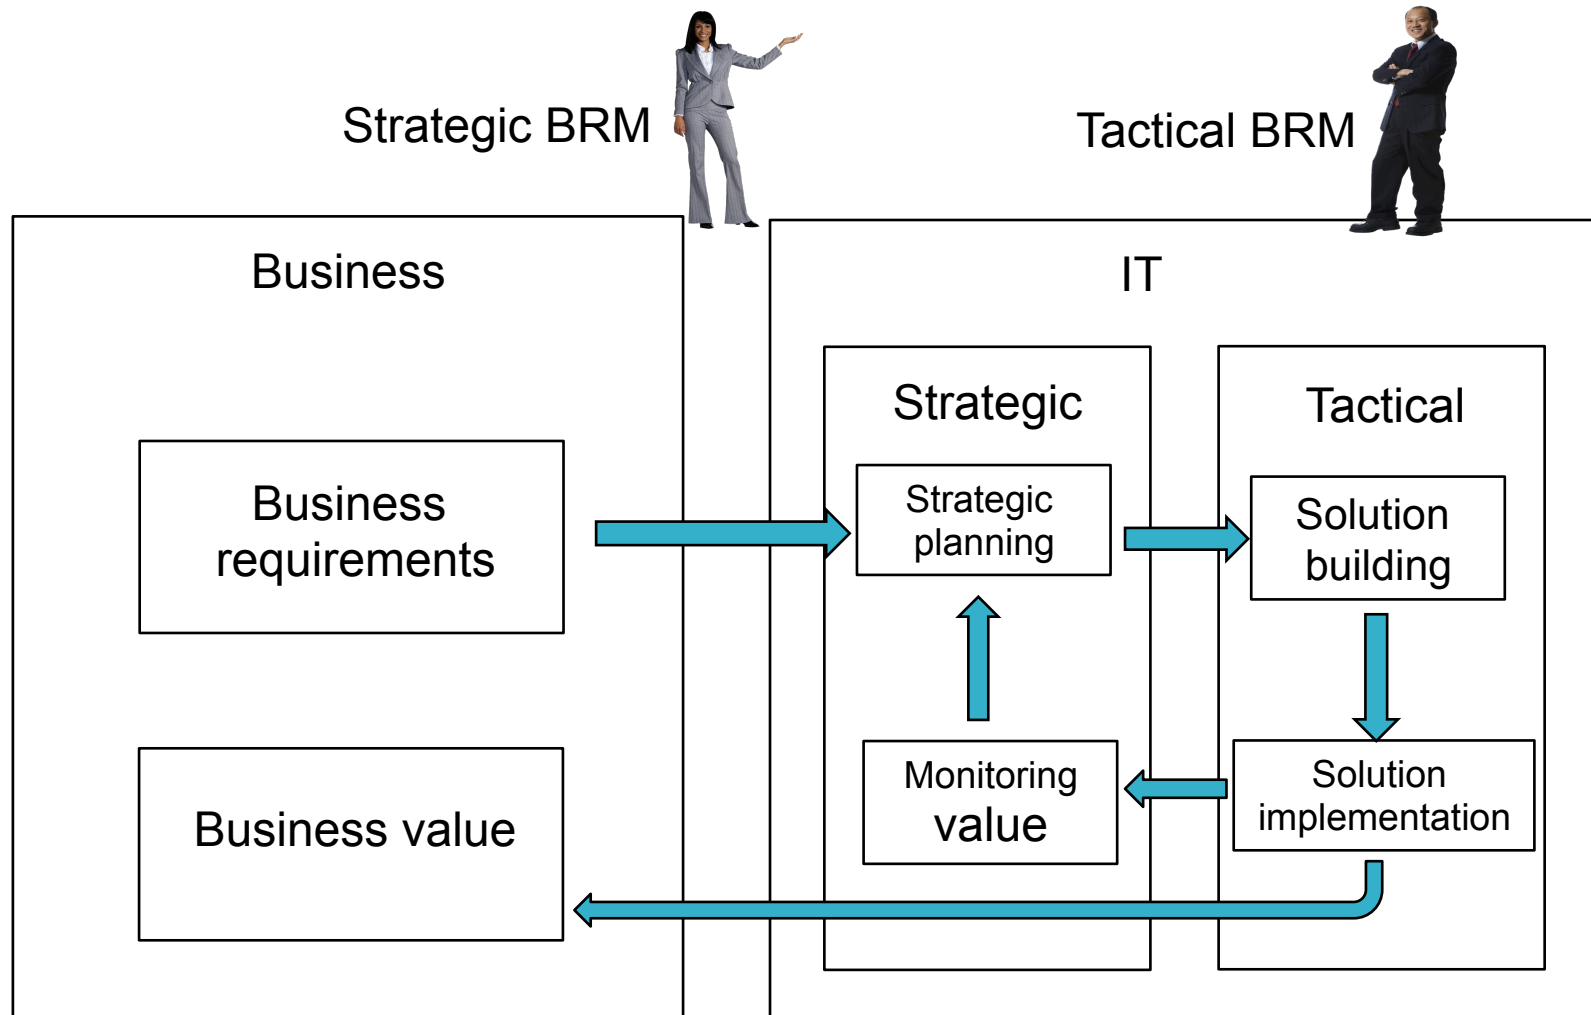 Strategic BRM
Tactical BRM
Business
IT
Strategic
Tactical
Business
requirements
Strategic
planning
Solution
building
Business value
Monitoring
value
Solution
implementation